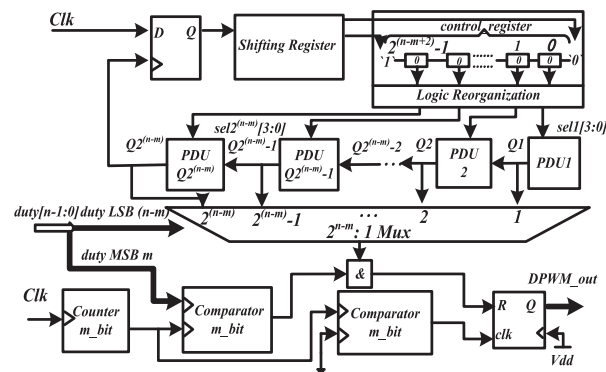 Clk
D Q
Shifting Register
control_register
2^(n-m+2)-1 1 0
`1' 0 0 ...... 0 0 `0'
Logic Reorganization
sel2^(n-m)[3:0] sel1[3:0]
Q2^(n-m) Q2^(n-m)-1 Q2^(n-m)-2 ... Q2 Q1
PDU Q2^(n-m)
PDU Q2^(n-m)-1
PDU 2
PDU1
duty[n-1:0] duty LSB (n-m)
2^(n-m) 2^(n-m)-1 ... 2 1
2^n-m : 1 Mux
duty MSB m
&
Clk
Counter m_bit
Comparator m_bit
Comparator m_bit
R Q
clk
DPWM_out
Vdd